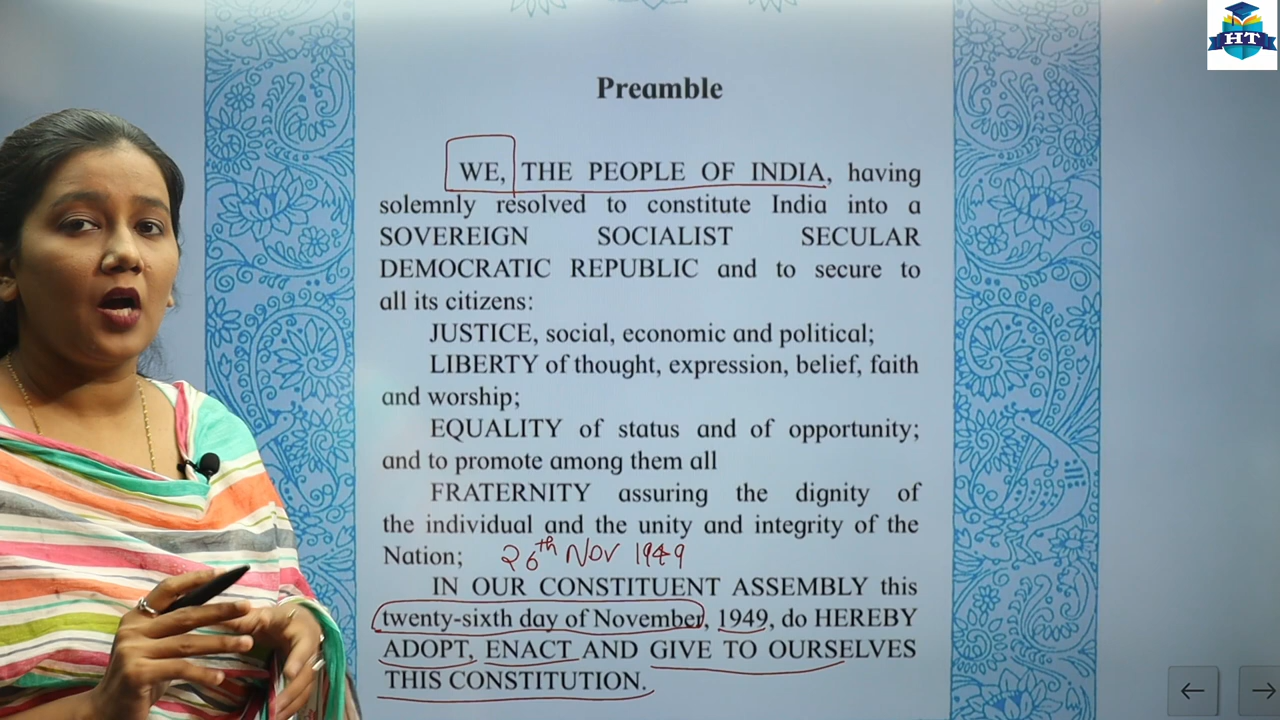 HT
Preamble
WE, THE PEOPLE OF INDIA, having
solemnly resolved to constitute India into a
SOVEREIGN SOCIALIST SECULAR
DEMOCRATIC REPUBLIC and to secure to
all its citizens:
JUSTICE, social, economic and political;
LIBERTY of thought, expression, belief, faith
and worship;
EQUALITY of status and of opportunity;
and to promote among them all
FRATERNITY assuring the dignity of
the individual and the unity and integrity of the
Nation; 26th Nov 1949
IN OUR CONSTITUENT ASSEMBLY this
twenty-sixth day of November, 1949, do HEREBY
ADOPT, ENACT AND GIVE TO OURSELVES
THIS CONSTITUTION.